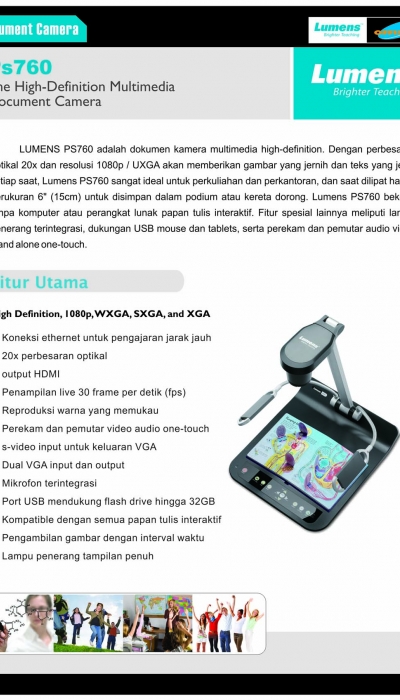 ument Camera
Lumens
Brighter Teaching
Ps760
ne High-Definition Multimedia
ocument Camera
Lumens
Brighter Teach
LUMENS PS760 adalah dokumen kamera multimedia high-definition. Dengan perbesa
ptikal 20x dan resolusi 1080p / UXGA akan memberikan gambar yang jernih dan teks yang je
tiap saat, Lumens PS760 sangat ideal untuk perkuliahan dan perkantoran, dan saat dilipat ha
erukuran 6" (15cm) untuk disimpan dalam podium atau kereta dorong. Lumens PS760 beke
npa komputer atau perangkat lunak papan tulis interaktif. Fitur spesial lainnya meliputi lam
nerang terintegrasi, dukungan USB mouse dan tablets, serta perekam dan pemutar audio vid
and alone one-touch.
itur Utama
igh Definition, 1080p, WXGA, SXGA, and XGA
Koneksi ethernet untuk pengajaran jarak jauh
20x perbesaran optikal
output HDMI
Penampilan live 30 frame per detik (fps)
Reproduksi warna yang memukau
Perekam dan pemutar video audio one-touch
s-video input untuk keluaran VGA
Dual VGA input dan output
Mikrofon terintegrasi
Port USB mendukung flash drive hingga 32GB
Kompatible dengan semua papan tulis interaktif
Pengambilan gambar dengan interval waktu
Lampu penerang tampilan penuh
Lumens